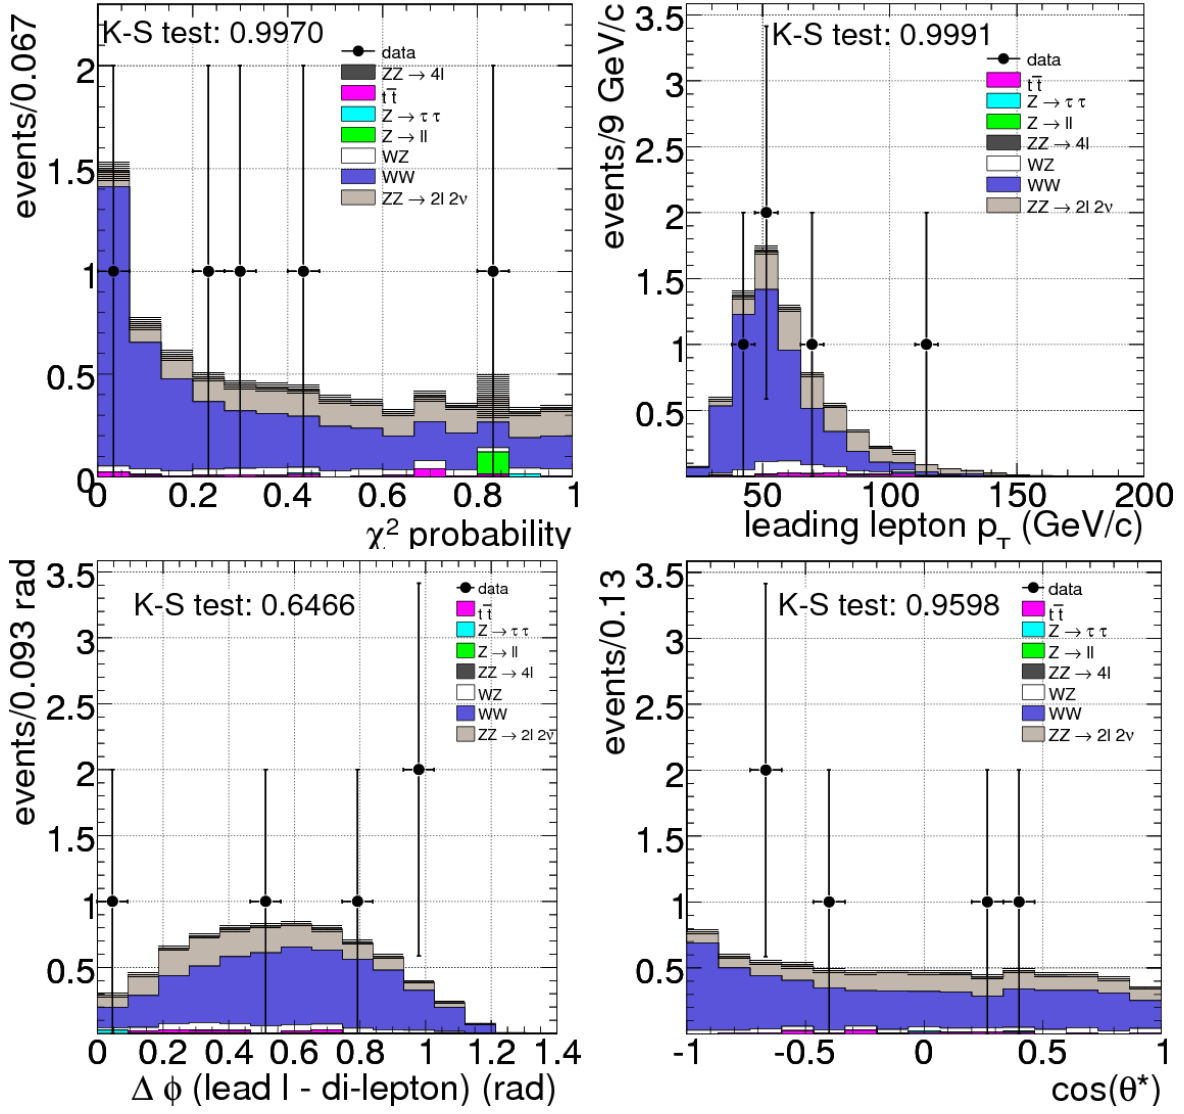 K-S test: 0.9970
events/0.067
data
ZZ → 4l
tt̅
Z → τ τ
Z → ll
WZ
WW
ZZ → 2l 2ν
2
1.5
1
0.5
0
0 0.2 0.4 0.6 0.8 1
χ² probability
K-S test: 0.9991
events/9 GeV/c
data
tt̅
Z → τ τ
Z → ll
ZZ → 4l
WZ
WW
ZZ → 2l 2ν
3.5
3
2.5
2
1.5
1
0.5
50 100 150 200
leading lepton p_T (GeV/c)
K-S test: 0.6466
events/0.093 rad
data
tt̅
Z → τ τ
Z → ll
ZZ → 4l
WZ
WW
ZZ → 2l 2ν
3.5
3
2.5
2
1.5
1
0.5
0 0.2 0.4 0.6 0.8 1 1.2 1.4
Δ ϕ (lead l - di-lepton) (rad)
K-S test: 0.9598
events/0.13
data
tt̅
Z → τ τ
Z → ll
ZZ → 4l
WZ
WW
ZZ → 2l 2ν
3.5
3
2.5
2
1.5
1
0.5
-1 -0.5 0 0.5 1
cos(θ*)